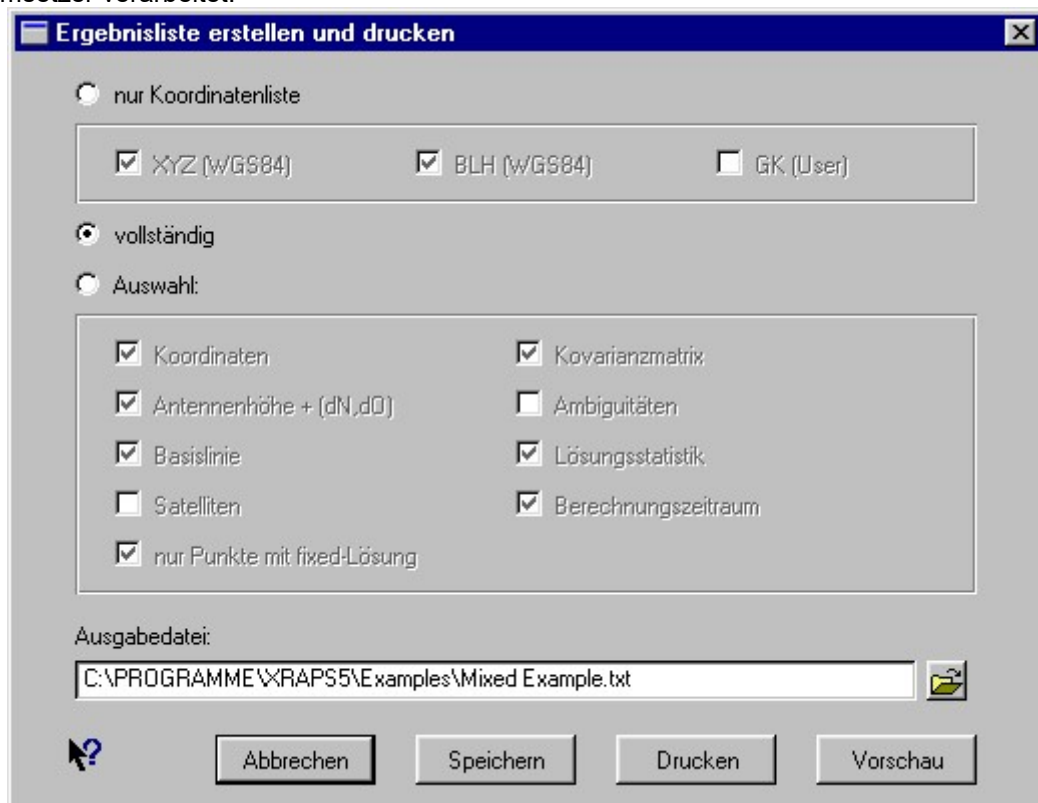 verarbeitet.
Ergebnisliste erstellen und drucken
nur Koordinatenliste
XYZ (WGS84) BLH (WGS84) GK (User)
vollständig
Auswahl:
Koordinaten Kovarianzmatrix
Antennenhöhe + (dN,dO) Ambiguitäten
Basislinie Lösungsstatistik
Satelliten Berechnungszeitraum
nur Punkte mit fixed-Lösung
Ausgabedatei:
C:\PROGRAMME\XRAPS5\Examples\Mixed Example.txt
? Abbrechen Speichern Drucken Vorschau